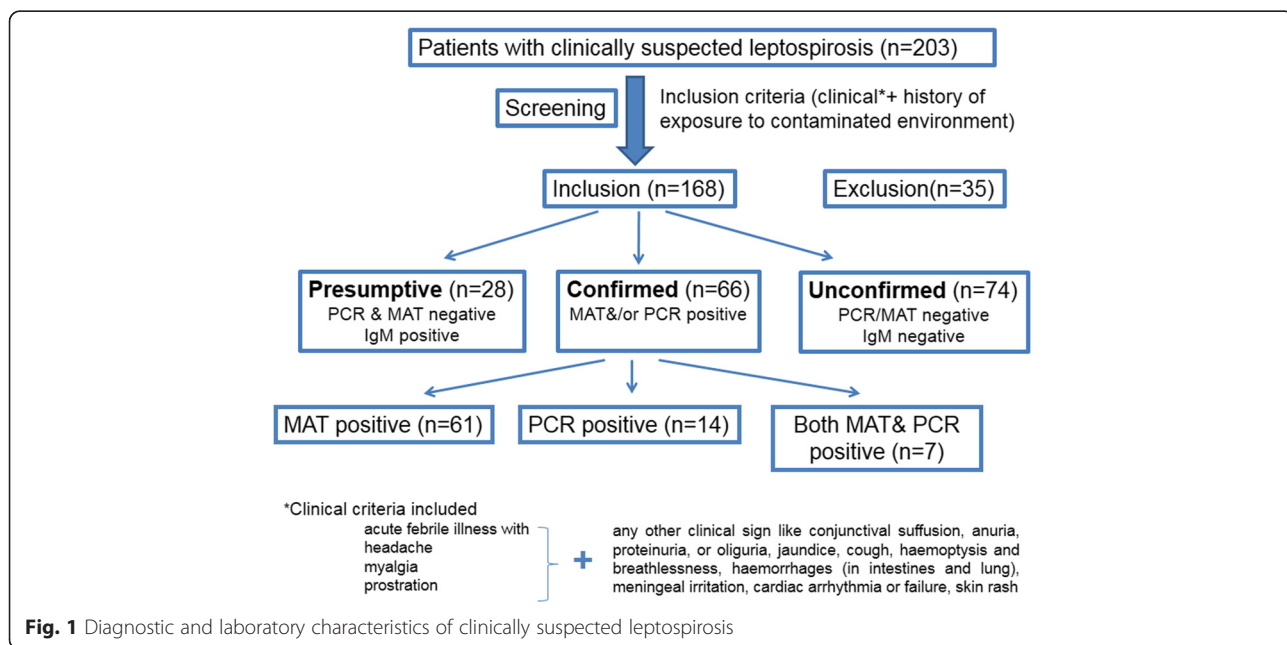 Patients with clinically suspected leptospirosis (n=203)
Screening
Inclusion criteria (clinical*+ history of
exposure to contaminated environment)
Inclusion (n=168)
Exclusion(n=35)
Presumptive (n=28)
PCR & MAT negative
IgM positive
Confirmed (n=66)
MAT&/or PCR positive
Unconfirmed (n=74)
PCR/MAT negative
IgM negative
MAT positive (n=61)
PCR positive (n=14)
Both MAT& PCR
positive (n=7)
*Clinical criteria included
acute febrile illness with
headache
myalgia
prostration
+
any other clinical sign like conjunctival suffusion, anuria,
proteinuria, or oliguria, jaundice, cough, haemoptysis and
breathlessness, haemorrhages (in intestines and lung),
meningeal irritation, cardiac arrhythmia or failure, skin rash
Fig. 1 Diagnostic and laboratory characteristics of clinically suspected leptospirosis